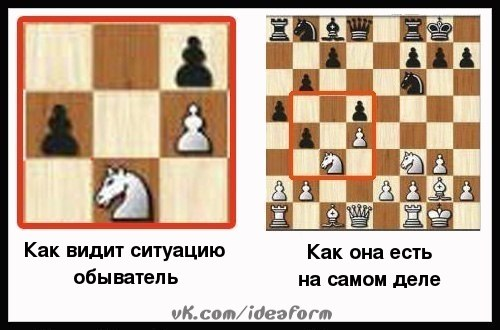 Как видит ситуацию
обыватель
Как она есть
на самом деле
vk.com/ideaform